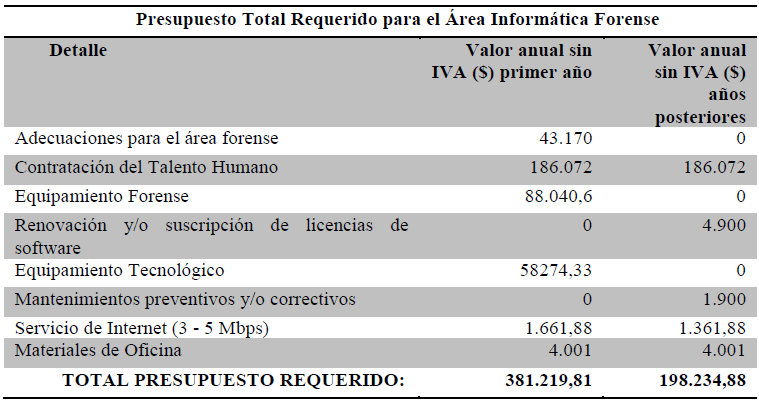 Presupuesto Total Requerido para el Área Informática Forense
Detalle Valor anual sin Valor anual
IVA ($) primer año sin IVA ($)
años
posteriores
Adecuaciones para el área forense 43.170 0
Contratación del Talento Humano 186.072 186.072
Equipamiento Forense 88.040,6 0
Renovación y/o suscripción de licencias de 0 4.900
software
Equipamiento Tecnológico 58274,33 0
Mantenimientos preventivos y/o correctivos 0 1.900
Servicio de Internet (3 - 5 Mbps) 1.661,88 1.361,88
Materiales de Oficina 4.001 4.001
TOTAL PRESUPUESTO REQUERIDO: 381.219,81 198.234,88